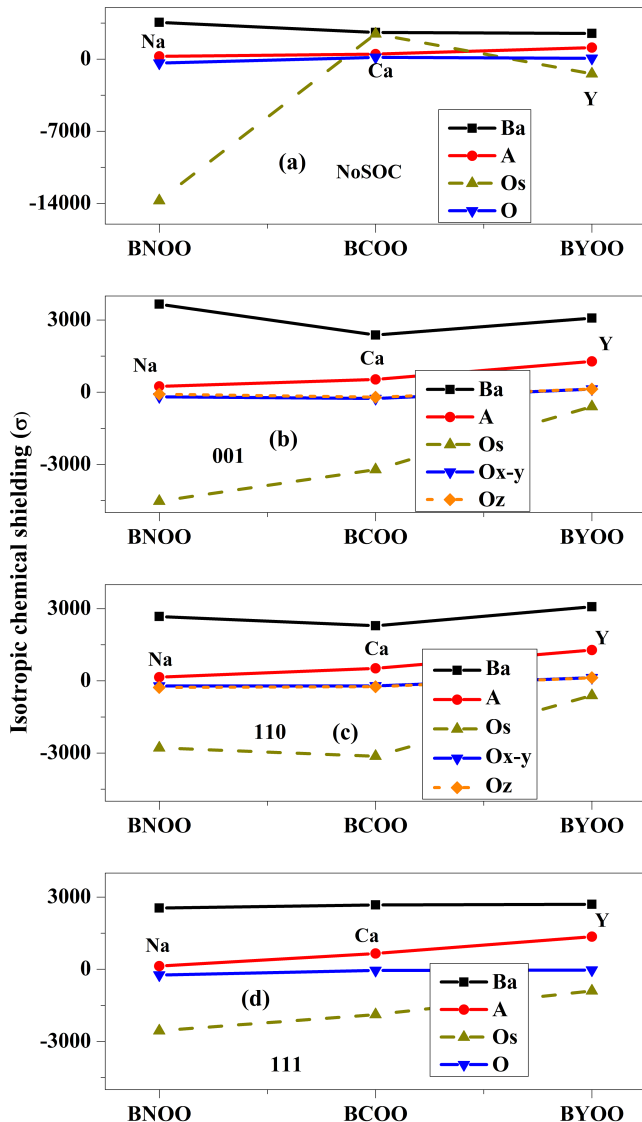 Isotropic chemical shielding (σ)
0
-7000
-14000
Na
Ca
Y
(a)
NoSOC
Ba
A
Os
O
BNOO
BCOO
BYOO
3000
0
-3000
Na
Ca
Y
(b)
001
Ba
A
Os
Ox-y
Oz
BNOO
BCOO
BYOO
3000
0
-3000
Na
Ca
Y
110
(c)
Ba
A
Os
Ox-y
Oz
BNOO
BCOO
BYOO
3000
0
-3000
Na
Ca
Y
(d)
111
Ba
A
Os
O
BNOO
BCOO
BYOO